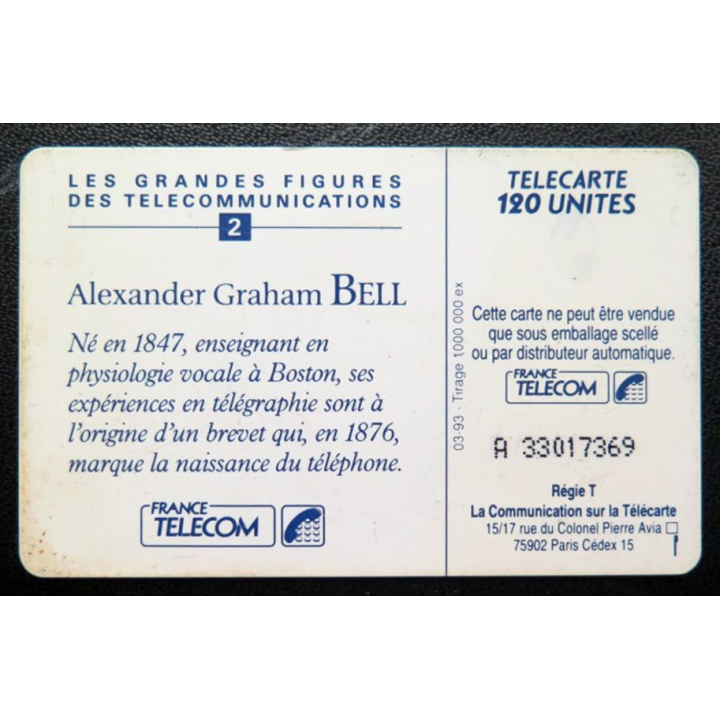 LES GRANDES FIGURES
DES TELECOMMUNICATIONS
2
Alexander Graham BELL
Né en 1847, enseignant en
physiologie vocale à Boston, ses
expériences en télégraphie sont à
l'origine d'un brevet qui, en 1876,
marque la naissance du téléphone.
FRANCE
TELECOM
03-93 - Tirage 1000 000 ex
TELECARTE
120 UNITES
Cette carte ne peut être vendue
que sous emballage scellé
ou par distributeur automatique.
FRANCE
TELECOM
A 33017369
Régie T
La Communication sur la Télécarte
15/17 rue du Colonel Pierre Avia
75902 Paris Cédex 15